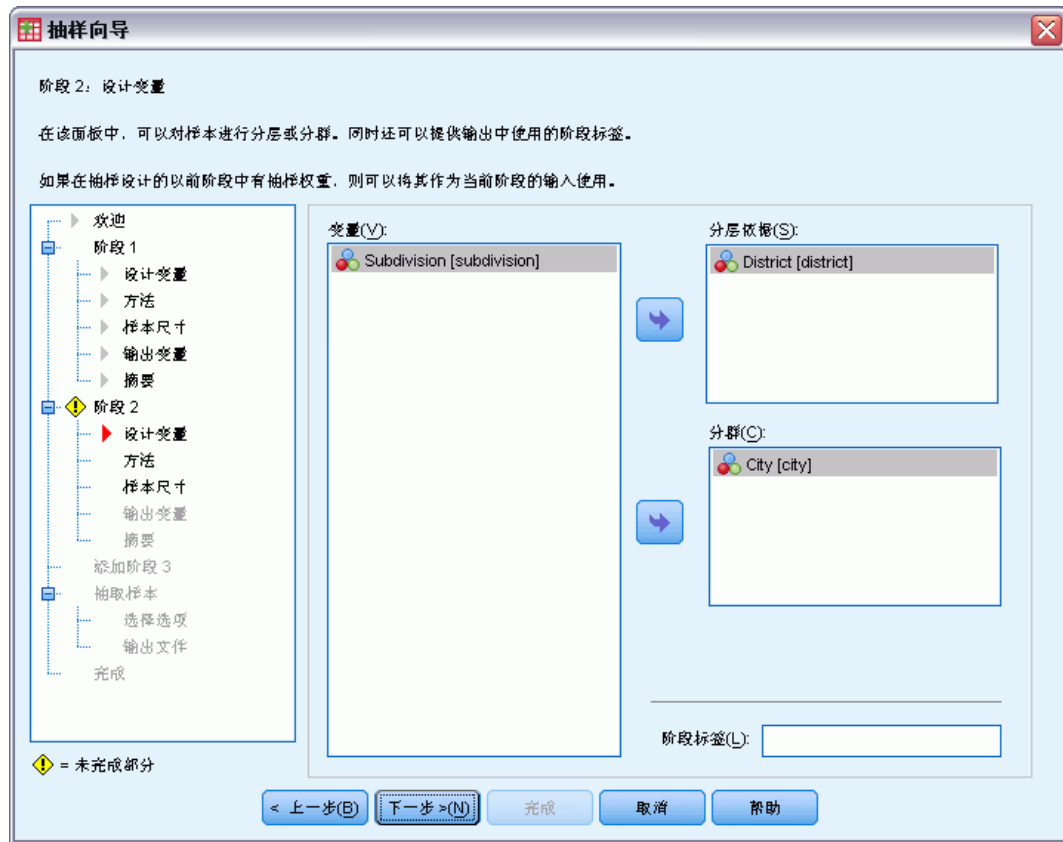 抽样向导
阶段 2：设计变量
在该面板中，可以对样本进行分层或分群。同时还可以提供输出中使用的阶段标签。
如果在抽样设计的以前阶段中有抽样权重，则可以将其作为当前阶段的输入使用。
欢迎
阶段 1
设计变量
方法
样本尺寸
输出变量
摘要
阶段 2
设计变量
方法
样本尺寸
输出变量
摘要
添加阶段 3
抽取样本
选择选项
输出文件
完成
! = 未完成部分
变量(V):
Subdivision [subdivision]
分层依据(S):
District [district]
分群(C):
City [city]
阶段标签(L):
< 上一步(B)
下一步 >(N)
完成
取消
帮助